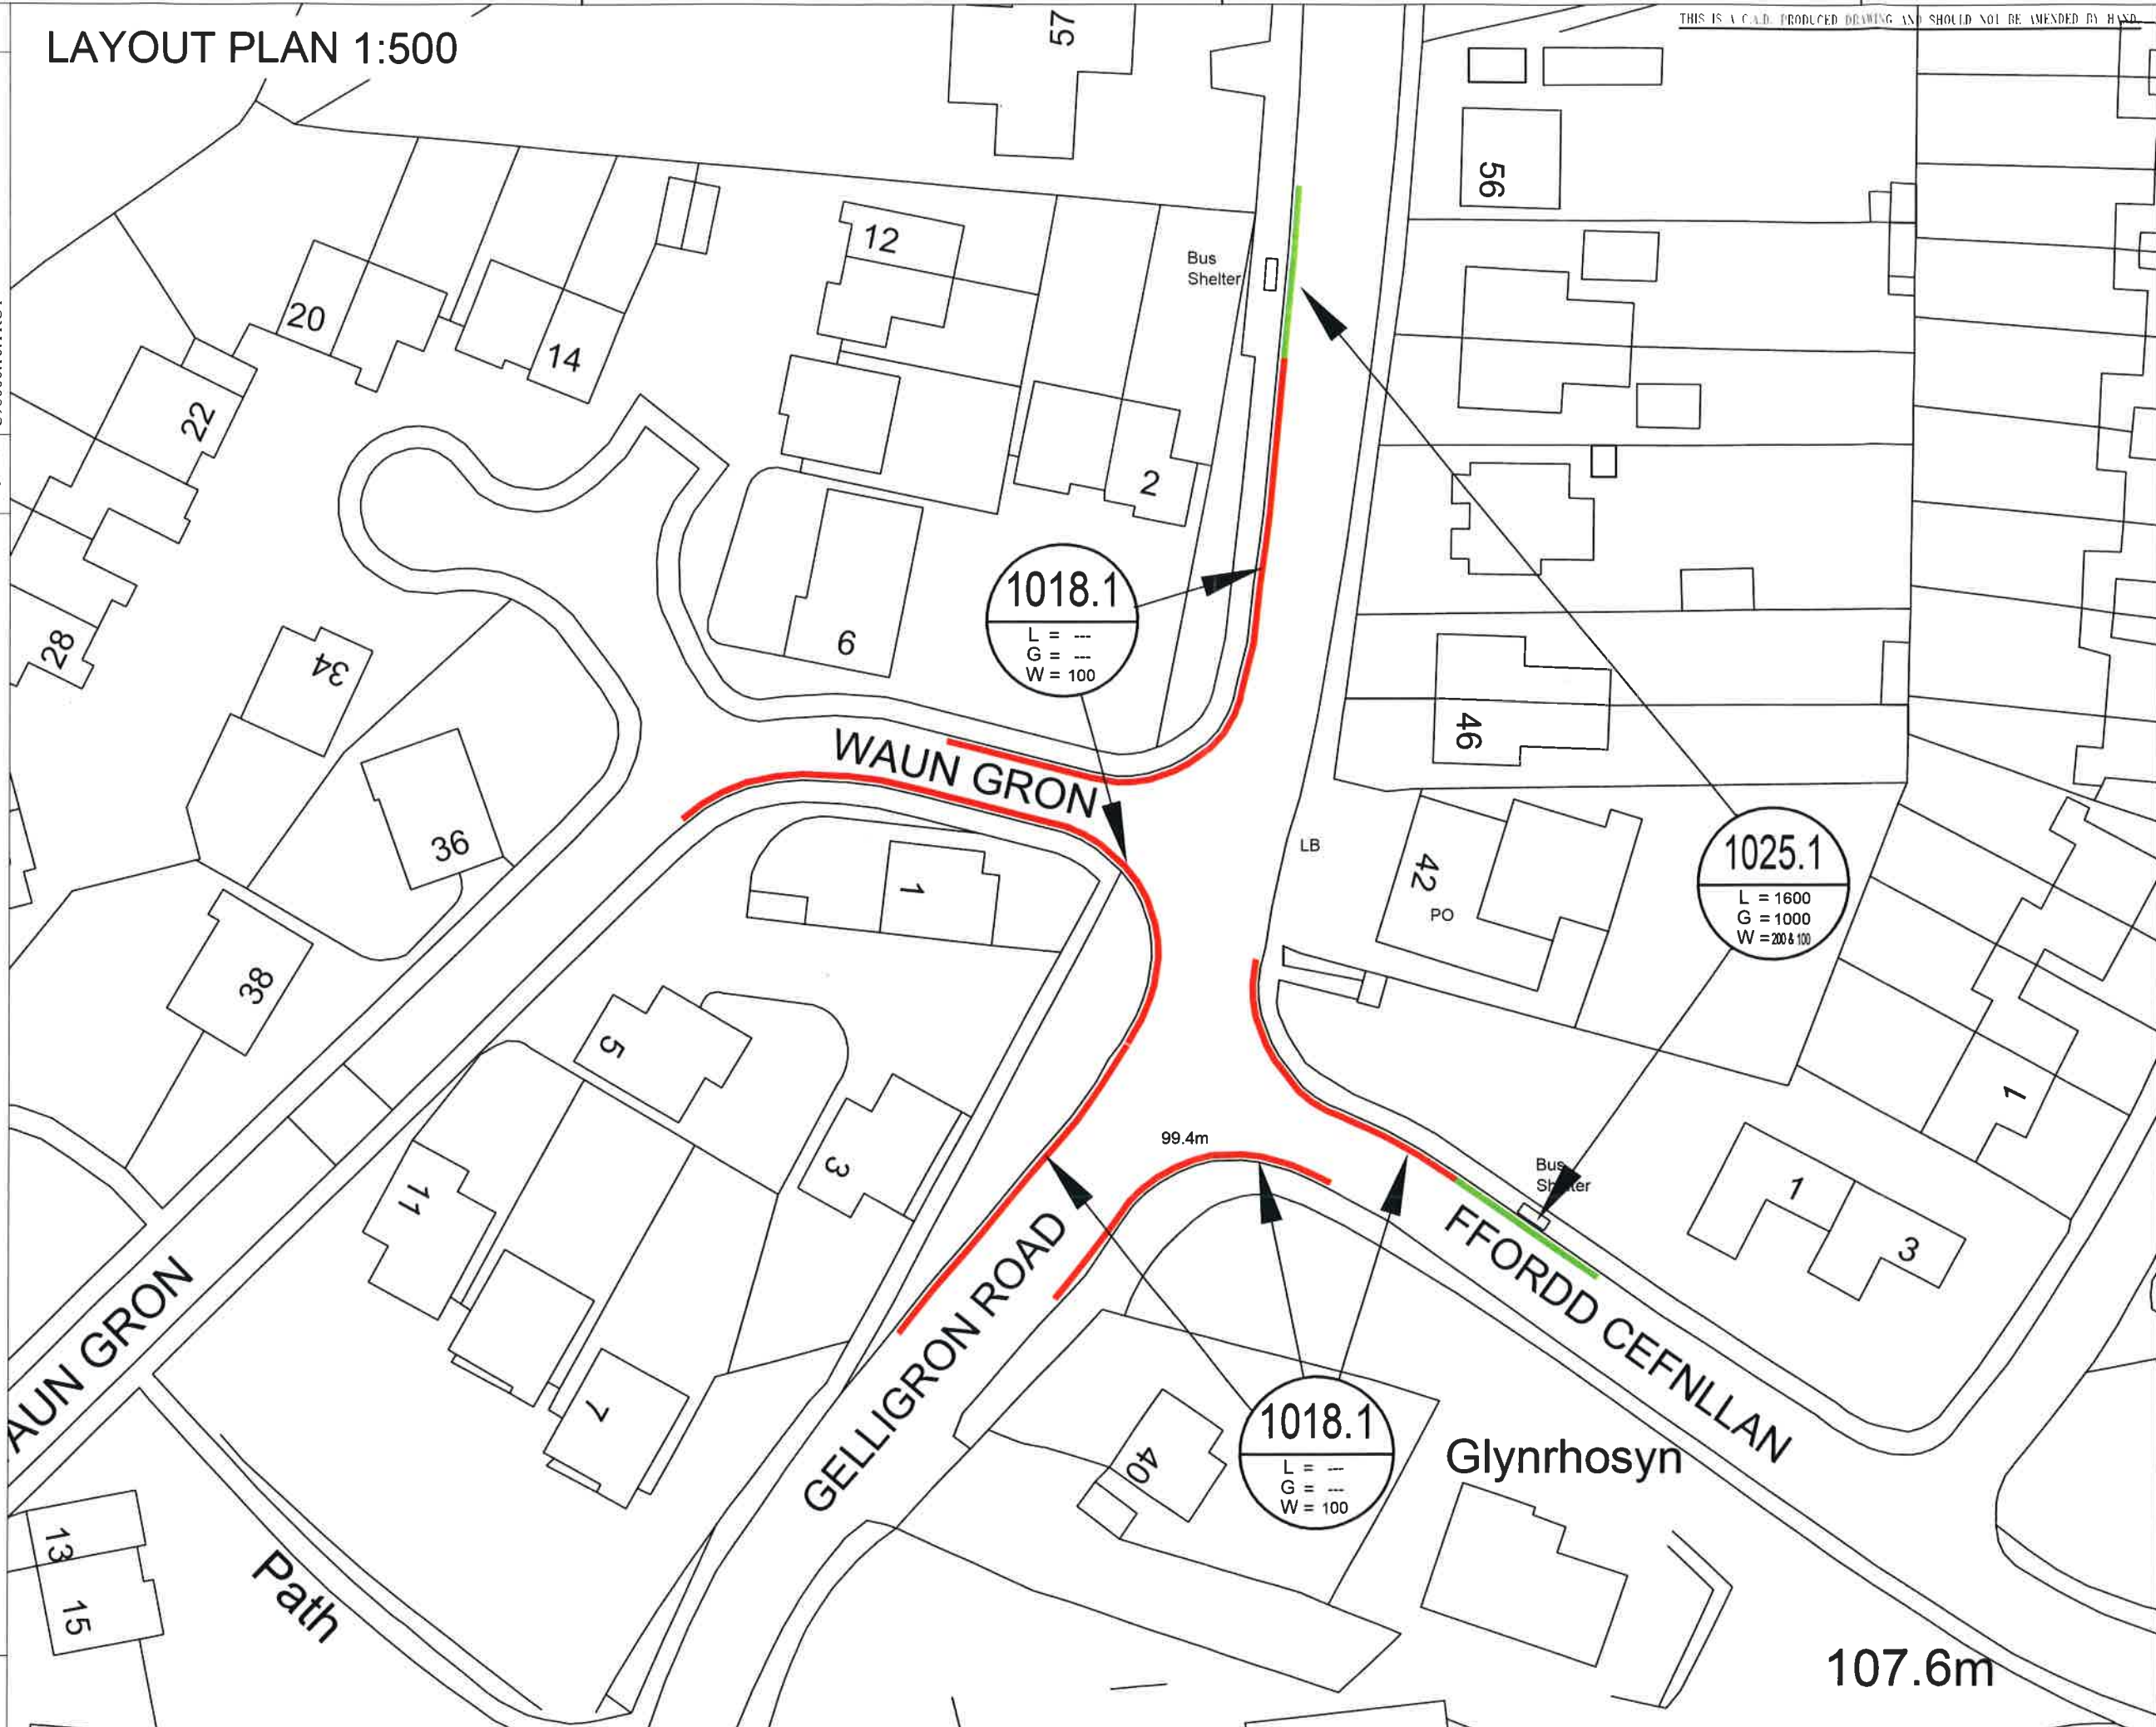 THIS IS A C.A.D. PRODUCED DRAWING AND SHOULD NOT BE AMENDED BY HAND.
LAYOUT PLAN 1:500
57
56
12
Bus
Shelter
20
14
22
2
1018.1
L = ---
G = ---
W = 100
6
28
34
46
WAUN GRON
36
LB
42
PO
1025.1
L = 1600
G = 1000
W = 200 & 100
1
38
5
1
3
99.4m
Bus
Shelter
1
3
11
FFORDD CEFNLLAN
GELLIGRON ROAD
AUN GRON
7
1018.1
L = ---
G = ---
W = 100
40
Glynrhosyn
13
15
Path
107.6m